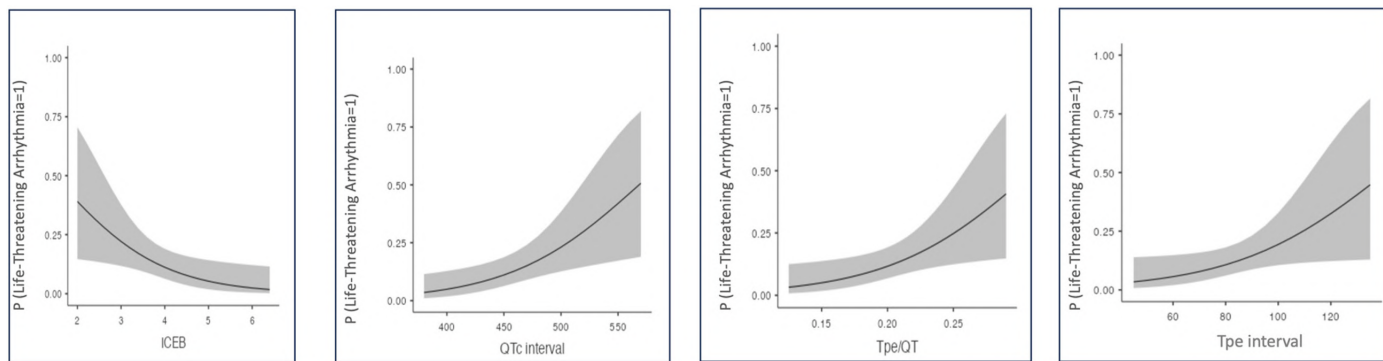 P (Life-Threatening Arrhythmia=1)
1.00
0.75
0.50
0.25
0.00
2 3 4 5 6
ICEB
P (Life-Threatening Arrhythmia=1)
1.00
0.75
0.50
0.25
0.00
400 450 500 550
QTc interval
P (Life-Threatening Arrhythmia=1)
1.00
0.75
0.50
0.25
0.00
0.15 0.20 0.25
Tpe/QT
P (Life-Threatening Arrhythmia=1)
1.00
0.75
0.50
0.25
0.00
60 80 100 120
Tpe interval